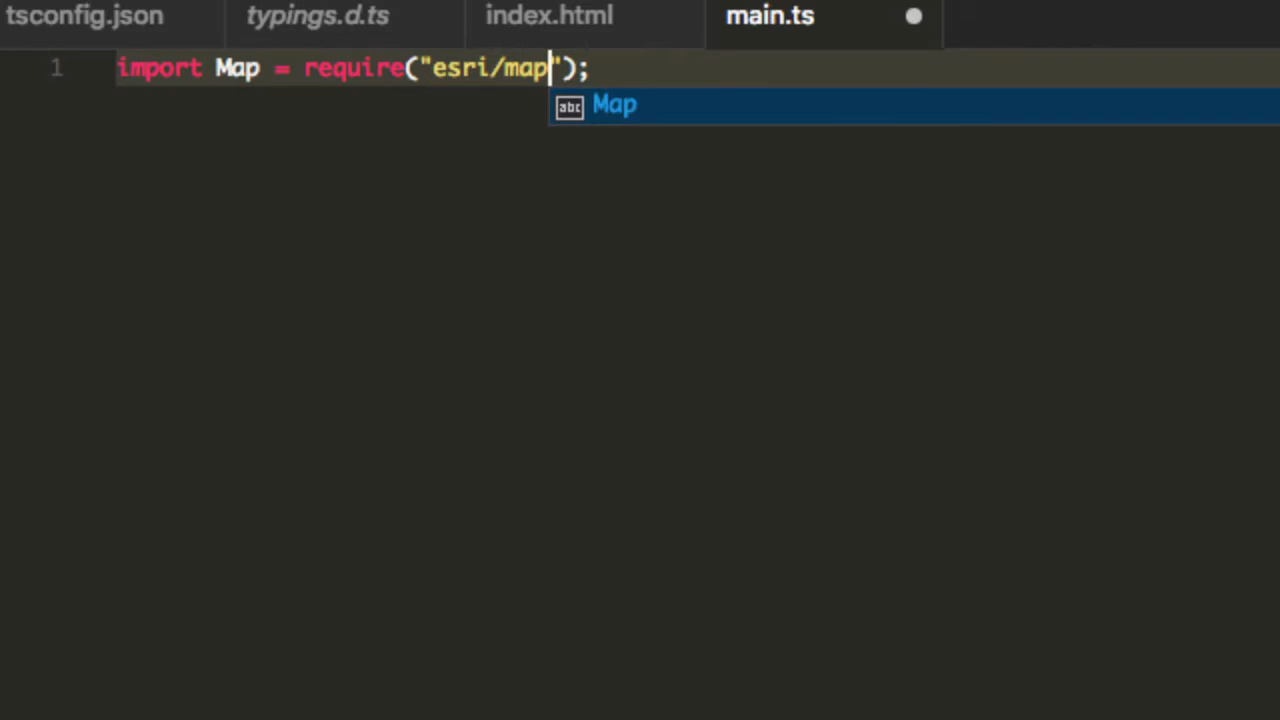 tsconfig.json typings.d.ts index.html main.ts
1 import Map = require("esri/map");
abc Map